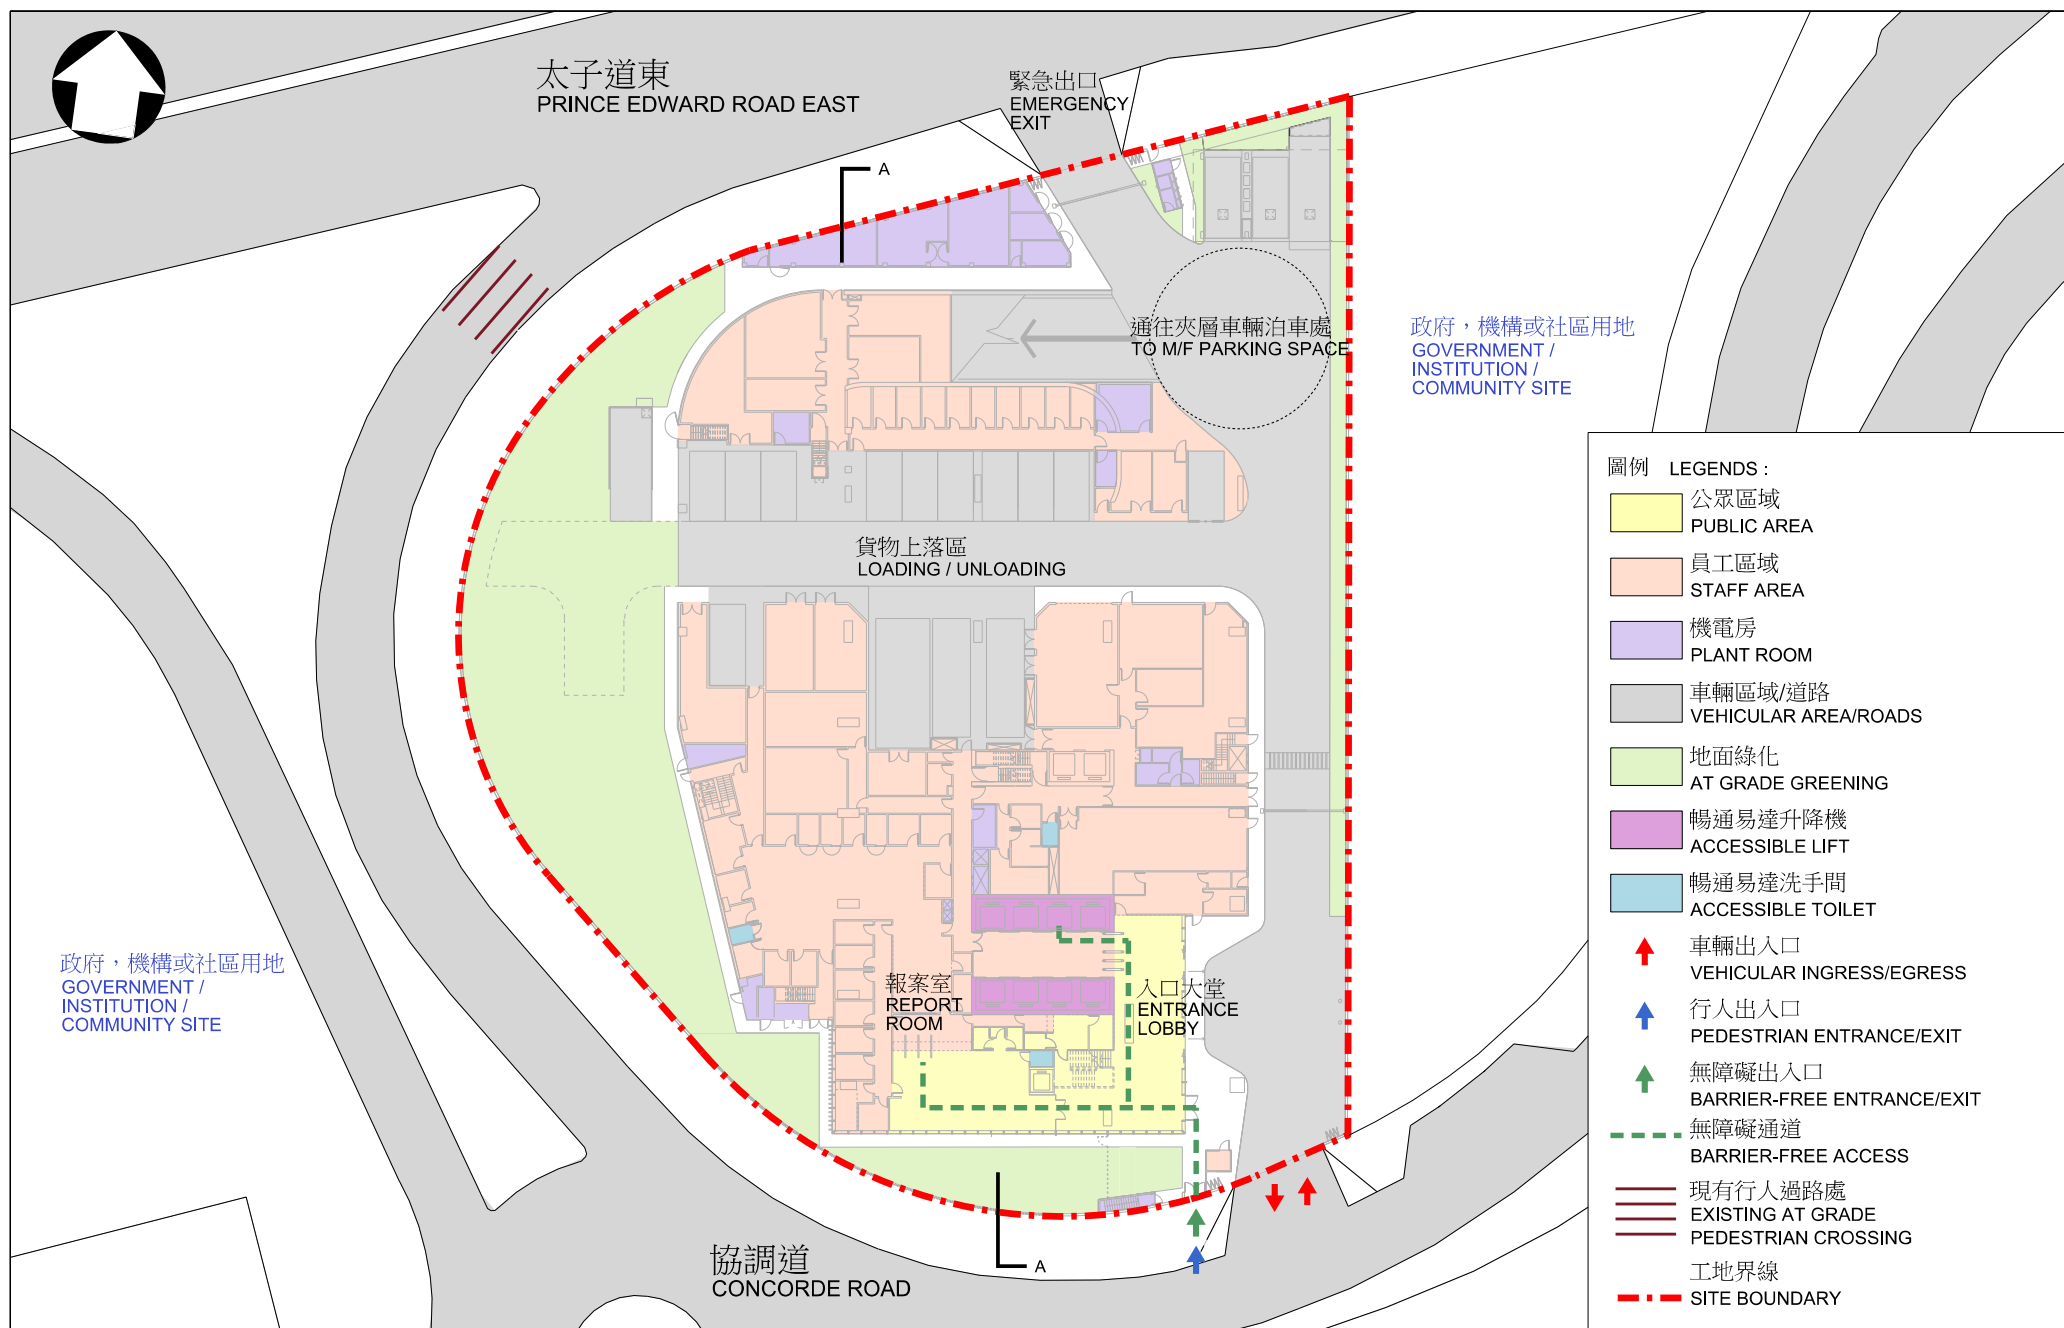 太子道東
PRINCE EDWARD ROAD EAST
緊急出口
EMERGENCY
EXIT
A
通往夾層車輛泊車處
TO M/F PARKING SPACE
政府，機構或社區用地
GOVERNMENT /
INSTITUTION /
COMMUNITY SITE
貨物上落區
LOADING / UNLOADING
政府，機構或社區用地
GOVERNMENT /
INSTITUTION /
COMMUNITY SITE
報案室
REPORT
ROOM
入口大堂
ENTRANCE
LOBBY
A
協調道
CONCORDE ROAD
圖例 LEGENDS :
公眾區域
PUBLIC AREA
員工區域
STAFF AREA
機電房
PLANT ROOM
車輛區域/道路
VEHICULAR AREA/ROADS
地面綠化
AT GRADE GREENING
暢通易達升降機
ACCESSIBLE LIFT
暢通易達洗手間
ACCESSIBLE TOILET
車輛出入口
VEHICULAR INGRESS/EGRESS
行人出入口
PEDESTRIAN ENTRANCE/EXIT
無障礙出入口
BARRIER-FREE ENTRANCE/EXIT
無障礙通道
BARRIER-FREE ACCESS
現有行人過路處
EXISTING AT GRADE
PEDESTRIAN CROSSING
工地界線
SITE BOUNDARY